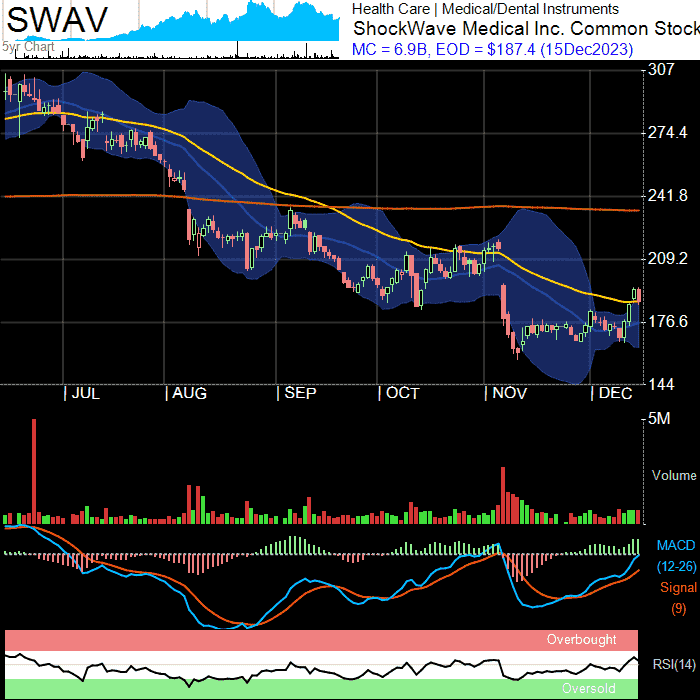 SWAV
5yr Chart
Health Care | Medical/Dental Instruments
ShockWave Medical Inc. Common Stock
MC = 6.9B, EOD = $187.4 (15Dec2023)
307
274.4
241.8
209.2
176.6
144
| JUL | AUG | SEP | OCT | NOV | DEC
5M
Volume
MACD
(12-26)
Signal
(9)
Overbought
RSI(14)
Oversold